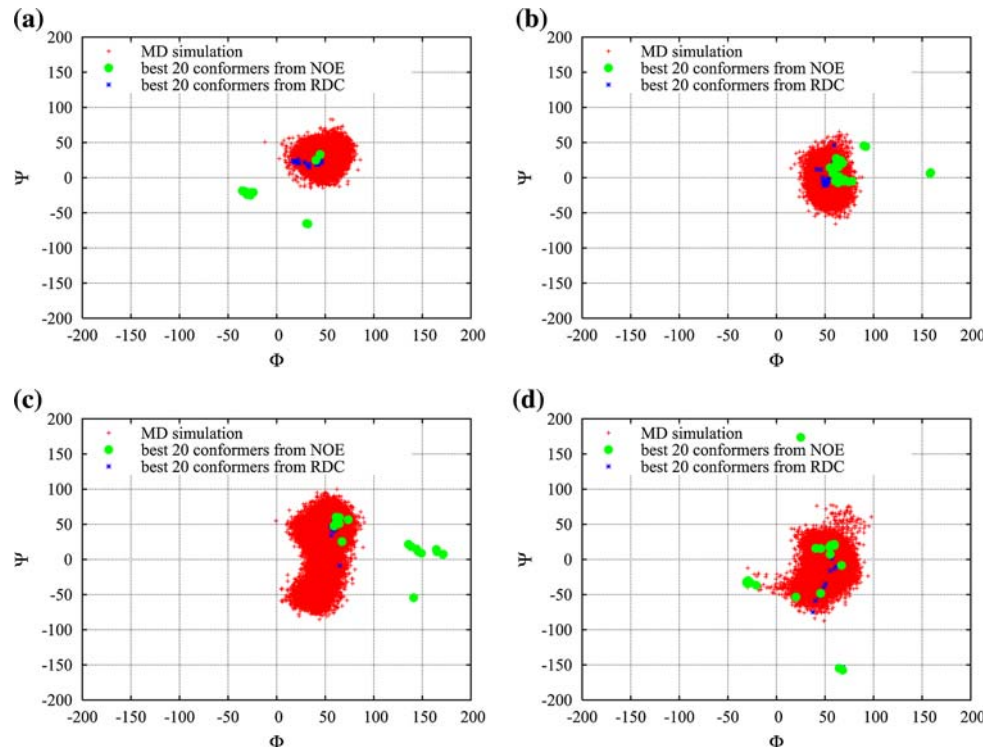 (a)
200
MD simulation
150
best 20 conformers from NOE
100
best 20 conformers from RDC
50
0
-50
-100
-150
-200
-200 -150 -100 -50 0 50 100 150 200
Ψ
Φ
(b)
200
MD simulation
150
best 20 conformers from NOE
100
best 20 conformers from RDC
50
0
-50
-100
-150
-200
-200 -150 -100 -50 0 50 100 150 200
Ψ
Φ
(c)
200
MD simulation
150
best 20 conformers from NOE
best 20 conformers from RDC
100
50
0
-50
-100
-150
-200
-200 -150 -100 -50 0 50 100 150 200
Ψ
Φ
(d)
200
MD simulation
150
best 20 conformers from NOE
best 20 conformers from RDC
100
50
0
-50
-100
-150
-200
-200 -150 -100 -50 0 50 100 150 200
Ψ
Φ